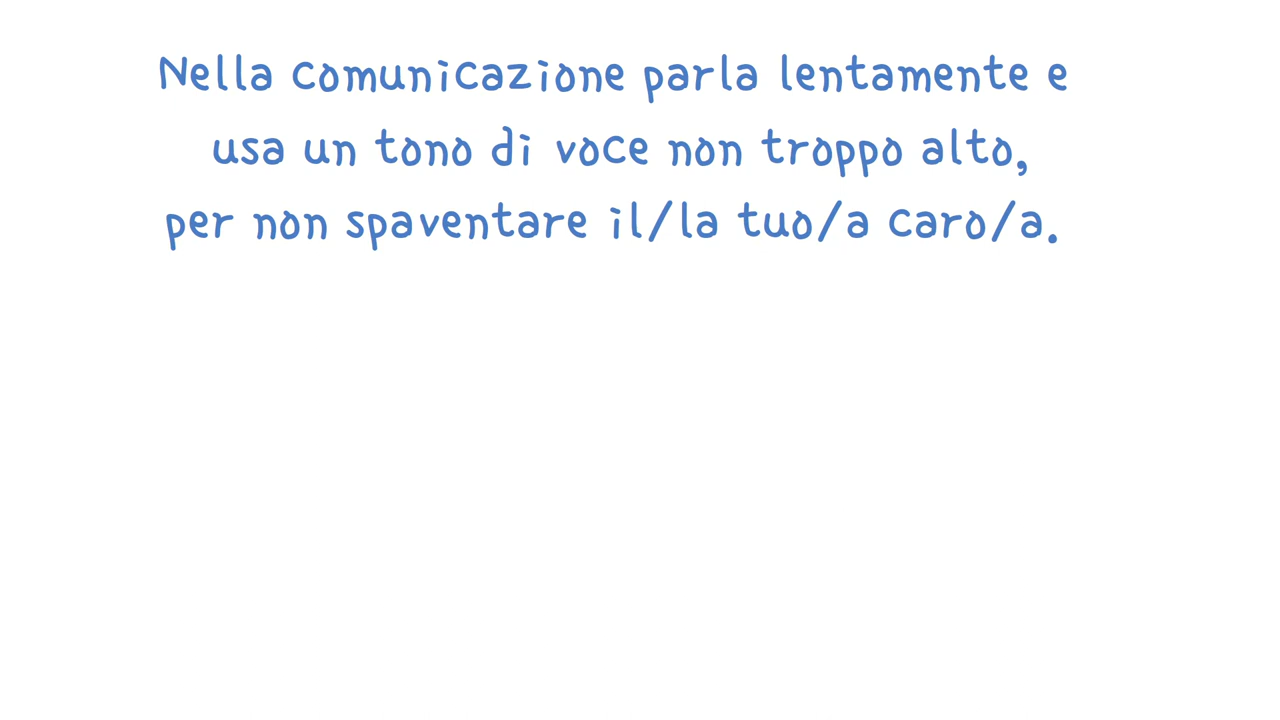 Nella comunicazione parla lentamente e
usa un tono di voce non troppo alto,
per non spaventare il/la tuo/a caro/a.